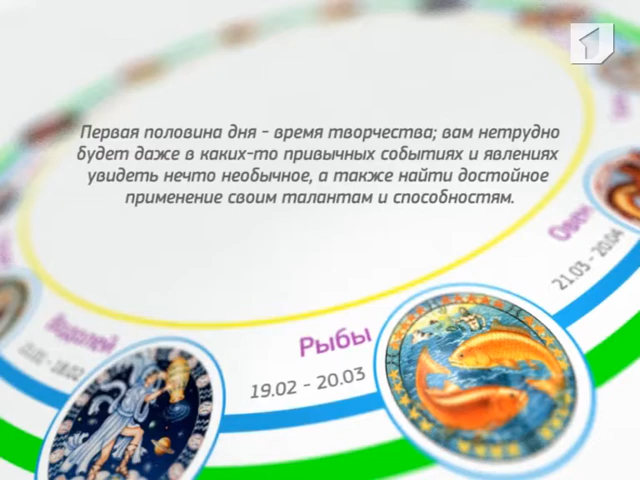 Первая половина дня - время творчества; вам нетрудно
будет даже в каких-то привычных событиях и явлениях
увидеть нечто необычное, а также найти достойное
применение своим талантам и способностям.
Овен
21.03 - 20.04
Рыбы
19.02 - 20.03
Водолей